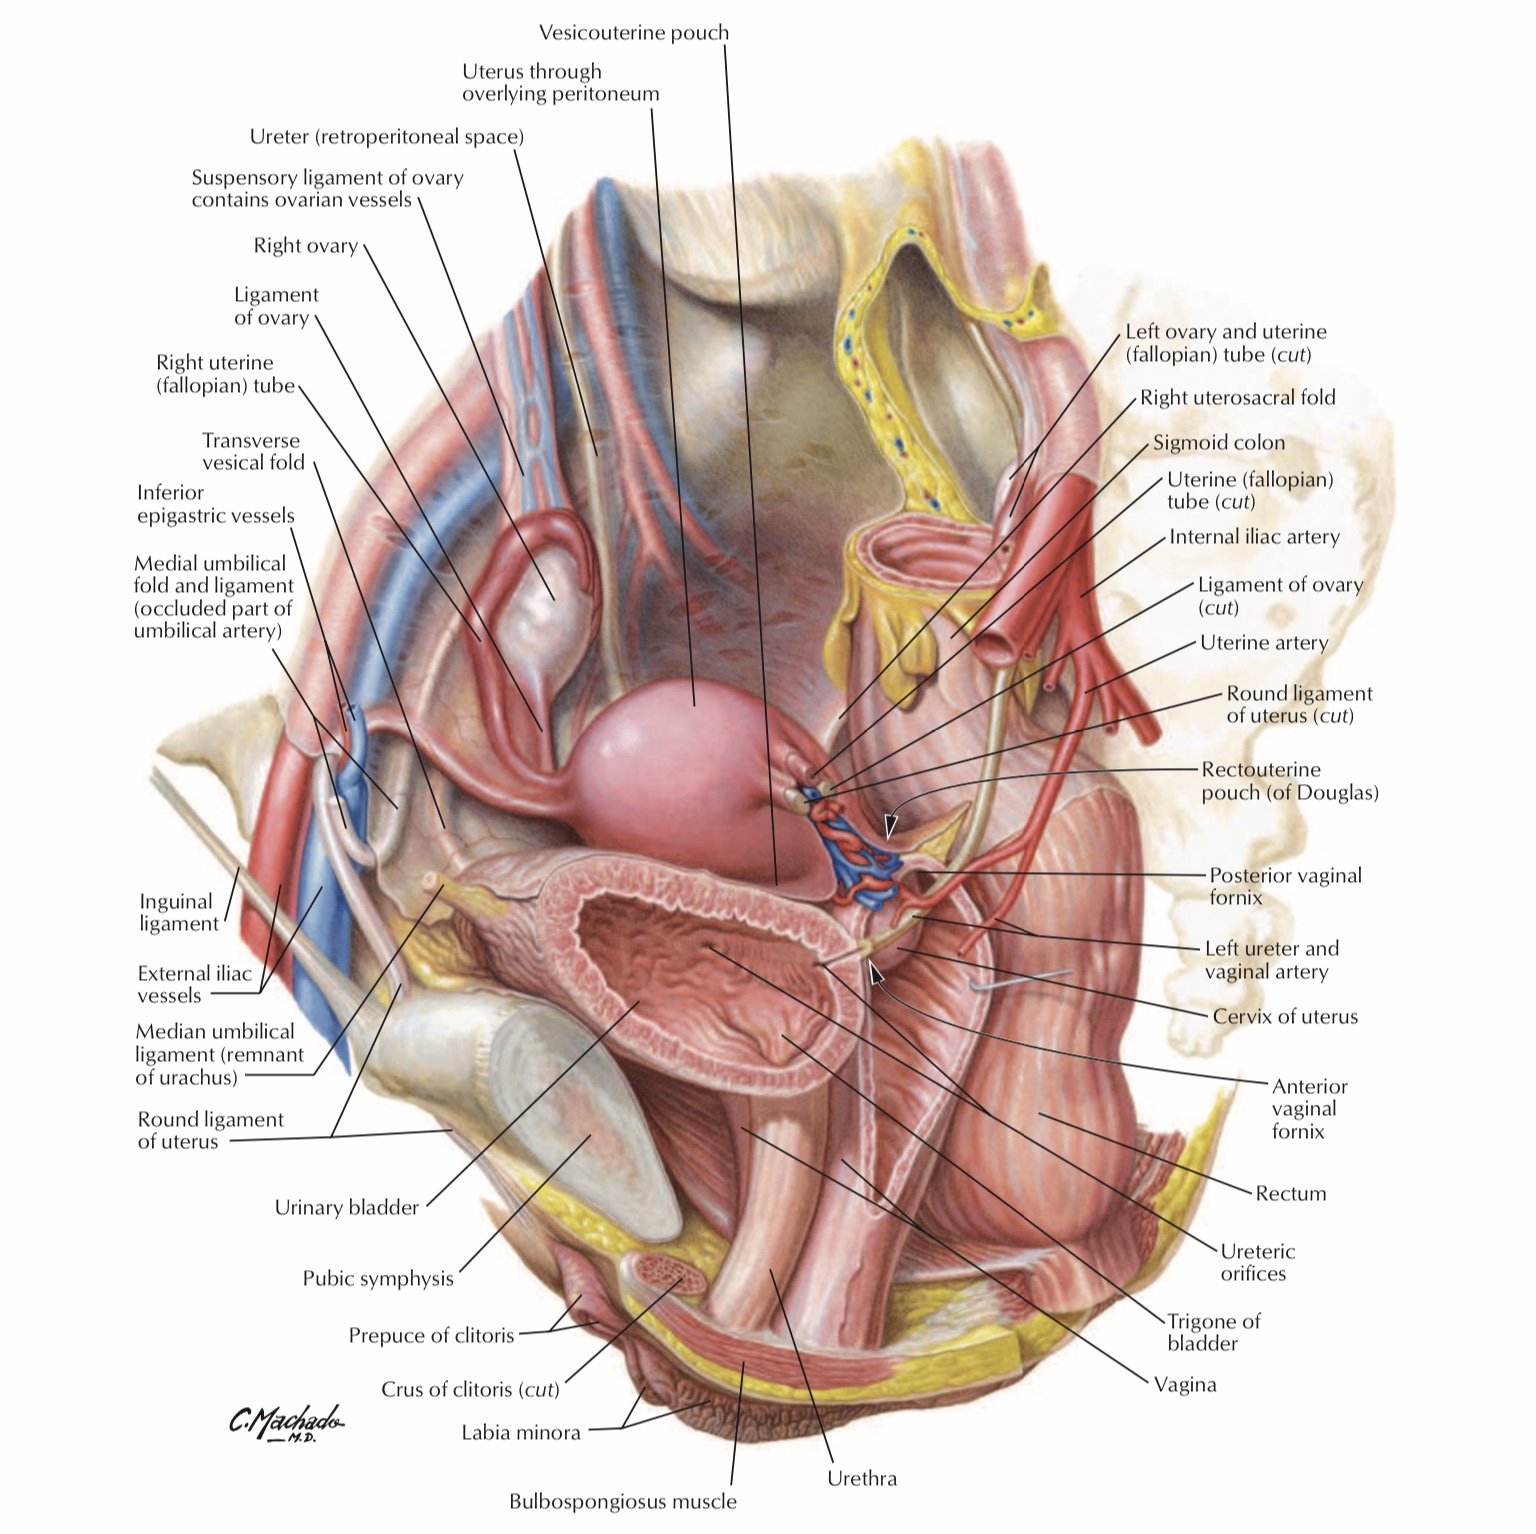 Vesicouterine pouch
Uterus through
overlying peritoneum
Ureter (retroperitoneal space)
Suspensory ligament of ovary
contains ovarian vessels
Right ovary
Ligament
of ovary
Right uterine
(fallopian) tube
Transverse
vesical fold
Inferior
epigastric vessels
Medial umbilical
fold and ligament
(occluded part of
umbilical artery)
Inguinal
ligament
External iliac
vessels
Median umbilical
ligament (remnant
of urachus)
Round ligament
of uterus
Urinary bladder
Pubic symphysis
Prepuce of clitoris
Crus of clitoris (cut)
Labia minora
Bulbospongiosus muscle
Left ovary and uterine
(fallopian) tube (cut)
Right uterosacral fold
Sigmoid colon
Uterine (fallopian)
tube (cut)
Internal iliac artery
Ligament of ovary
(cut)
Uterine artery
Round ligament
of uterus (cut)
Rectouterine
pouch (of Douglas)
Posterior vaginal
fornix
Left ureter and
vaginal artery
Cervix of uterus
Anterior
vaginal
fornix
Rectum
Ureteric
orifices
Trigone of
bladder
Vagina
Urethra
C.Machado
M.D.